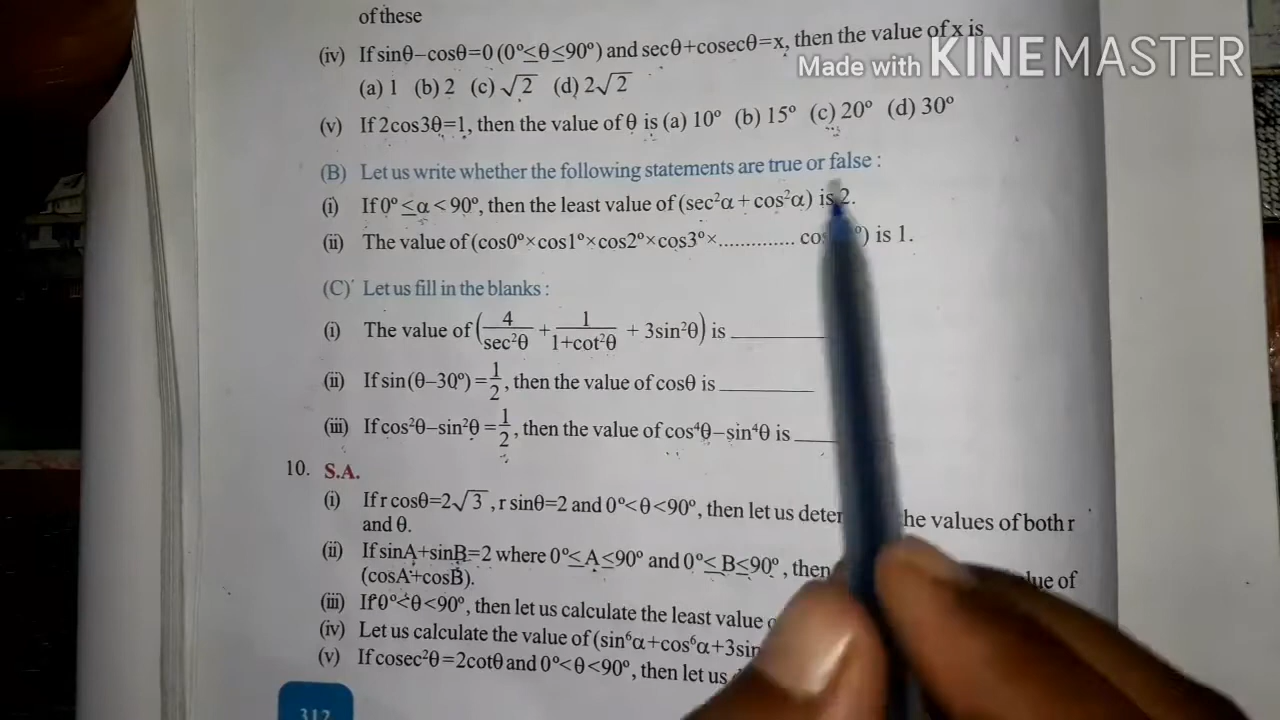 of these
(iv) If sinθ−cosθ=0 (0°≤θ≤90°) and secθ+cosecθ=x, then the value of x is
Made with KINEMASTER
(a) 1 (b) 2 (c) √2 (d) 2√2
(v) If 2cos3θ=1, then the value of θ is (a) 10° (b) 15° (c) 20° (d) 30°
(B) Let us write whether the following statements are true or false :
(i) If 0° ≤α < 90°, then the least value of (sec²α + cos²α) is 2.
(ii) The value of (cos0°×cos1°×cos2°×cos3°×.............. ) is 1.
(C) Let us fill in the blanks :
(i) The value of (4/sec²θ + 1/1+cot²θ + 3sin²θ) is ________
(ii) If sin(θ−30°) = 1/2, then the value of cosθ is ________
(iii) If cos²θ−sin²θ = 1/2, then the value of cos⁴θ−sin⁴θ is ____
10. S.A.
(i) If r cosθ=2√3, r sinθ=2 and 0°<θ<90°, then let us the values of both r
and θ.
(ii) If sinA+sinB=2 where 0°≤A≤90° and 0°≤B≤90°, then of
(cosA+cosB).
(iii) If 0°<θ<90°, then let us calculate the least value
(iv) Let us calculate the value of (sin⁶α+cos⁶α+3sin
(v) If cosec²θ=2cotθ and 0°<θ<90°, then let us
312